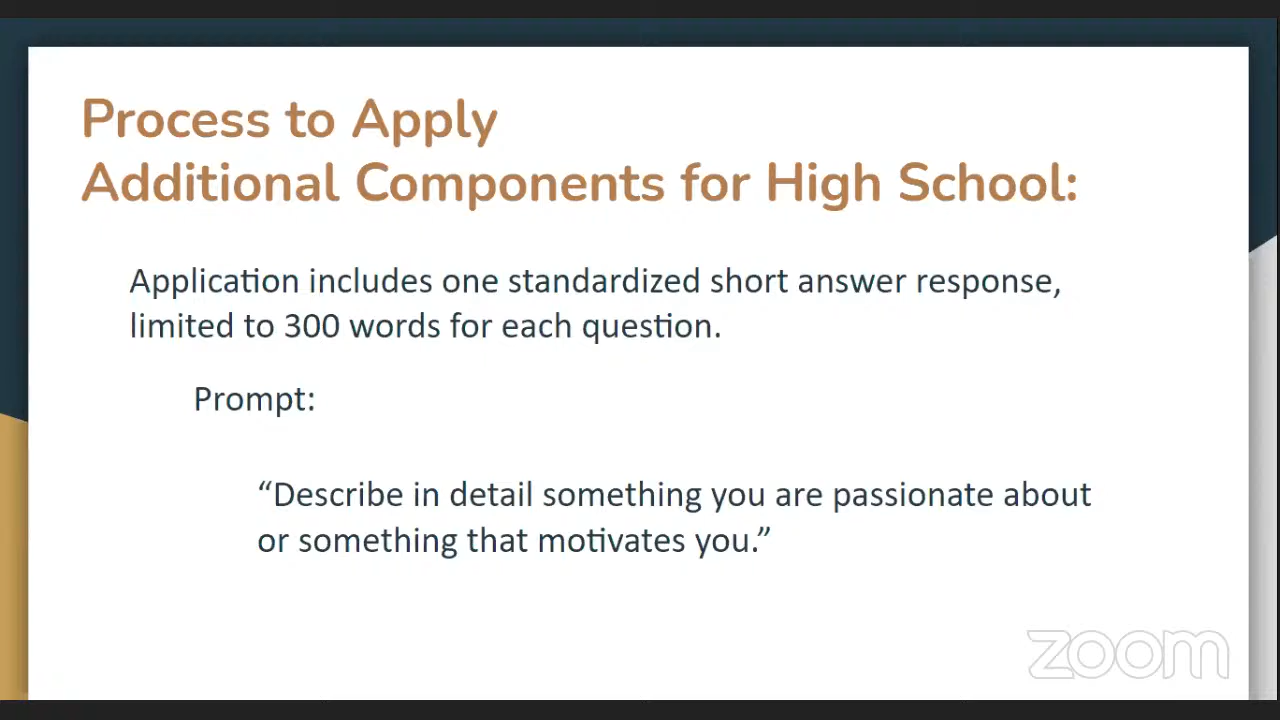 Process to Apply
Additional Components for High School:
Application includes one standardized short answer response,
limited to 300 words for each question.
Prompt:
“Describe in detail something you are passionate about
or something that motivates you.”
zoom